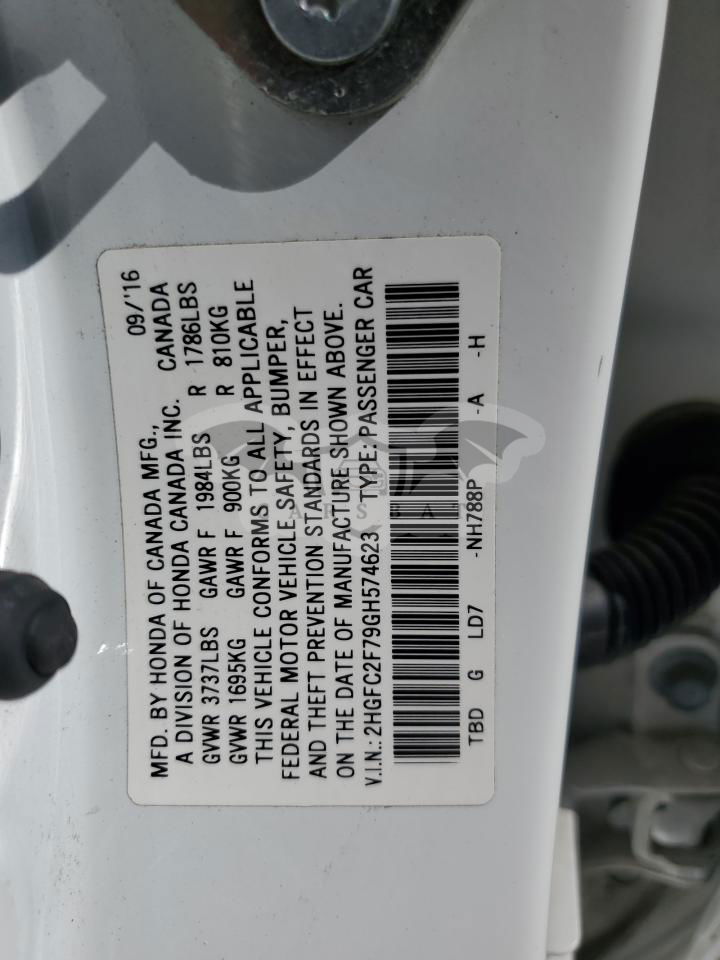 MFD. BY HONDA OF CANADA MFG., 09/'16
A DIVISION OF HONDA CANADA INC. CANADA
GVWR 3737LBS GAWR F 1984LBS R 1786LBS
GVWR 1695KG GAWR F 900KG R 810KG
THIS VEHICLE CONFORMS TO ALL APPLICABLE
FEDERAL MOTOR VEHICLE SAFETY, BUMPER,
AND THEFT PREVENTION STANDARDS IN EFFECT
ON THE DATE OF MANUFACTURE SHOWN ABOVE.
V.I.N.: 2HGFC2F79GH574623 TYPE: PASSENGER CAR
TBD G LD7 -NH788P -A -H